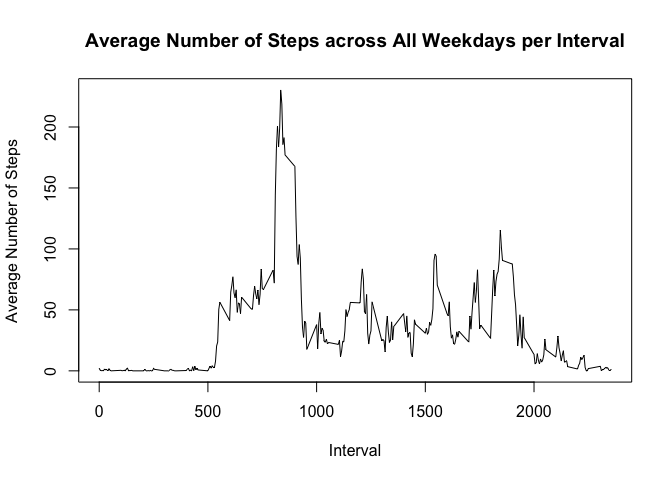 Average Number of Steps across All Weekdays per Interval
Average Number of Steps
200
150
100
50
0
0 500 1000 1500 2000
Interval